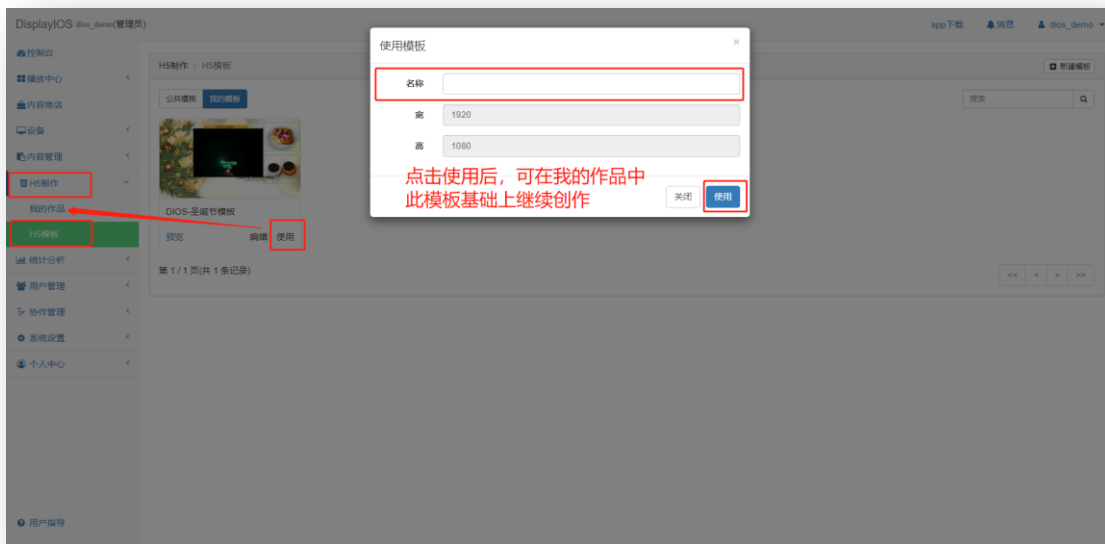 DisplayIOS dios_demo(管理员)
app下载
消息
dios_demo
控制台
播放中心
内容商店
设备
内容管理
H5制作
我的作品
H5模板
统计分析
用户管理
协作管理
系统设置
个人中心
用户指导
H5制作 / H5模板
新建模板
公共模板
我的模板
搜索
DIOS-圣诞节模板
预览
编辑
使用
第 1 / 1 页(共 1 条记录)
<< < > >>
使用模板
×
名称
宽 1920
高 1080
点击使用后，可在我的作品中
此模板基础上继续创作
关闭
使用